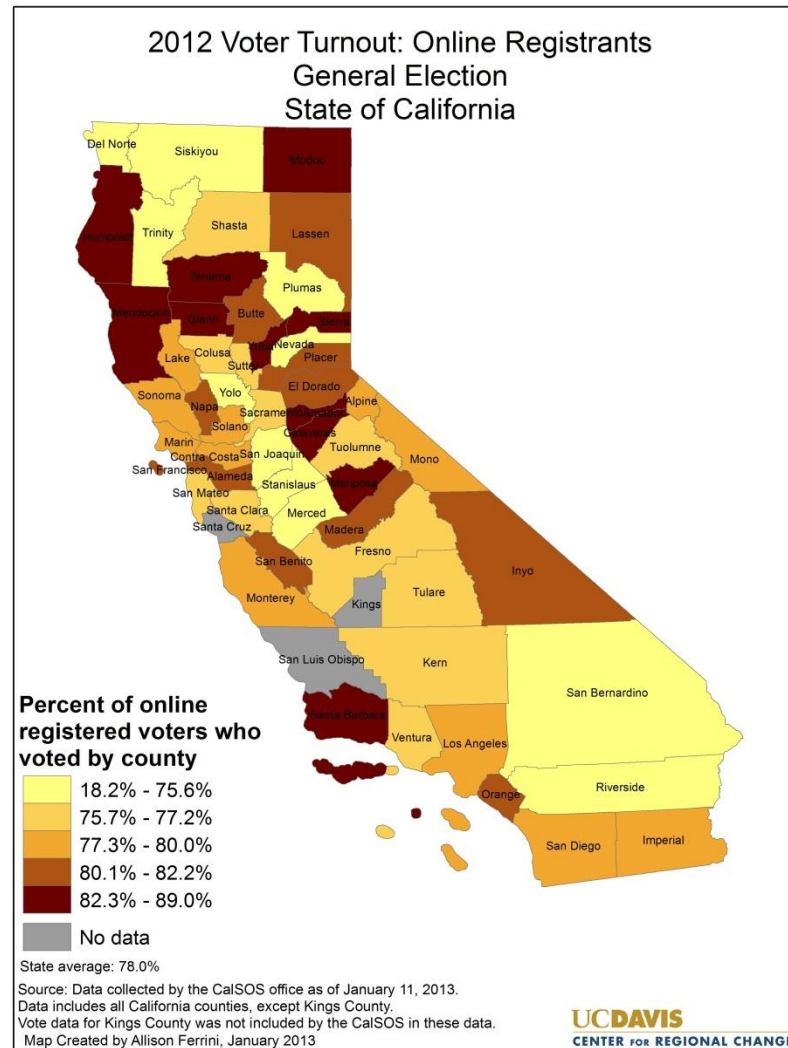 2012 Voter Turnout: Online Registrants
General Election
State of California
Del Norte
Siskiyou
Modoc
Humboldt
Trinity
Shasta
Lassen
Tehama
Plumas
Mendocino
Glenn
Butte
Sierra
Yuba
Nevada
Lake
Colusa
Sutter
Placer
El Dorado
Sonoma
Napa
Yolo
Sacramento
Amador
Alpine
Solano
Calaveras
Marin
Contra Costa
San Joaquin
Tuolumne
Mono
San Francisco
Alameda
Stanislaus
Mariposa
San Mateo
Santa Clara
Merced
Santa Cruz
Madera
Fresno
San Benito
Inyo
Monterey
Kings
Tulare
San Luis Obispo
Kern
San Bernardino
Santa Barbara
Ventura
Los Angeles
Orange
Riverside
San Diego
Imperial
Percent of online
registered voters who
voted by county
18.2% - 75.6%
75.7% - 77.2%
77.3% - 80.0%
80.1% - 82.2%
82.3% - 89.0%
No data
State average: 78.0%
Source: Data collected by the CalSOS office as of January 11, 2013.
Data includes all California counties, except Kings County.
Vote data for Kings County was not included by the CalSOS in these data.
Map Created by Allison Ferrini, January 2013
UCDAVIS
CENTER FOR REGIONAL CHANGE